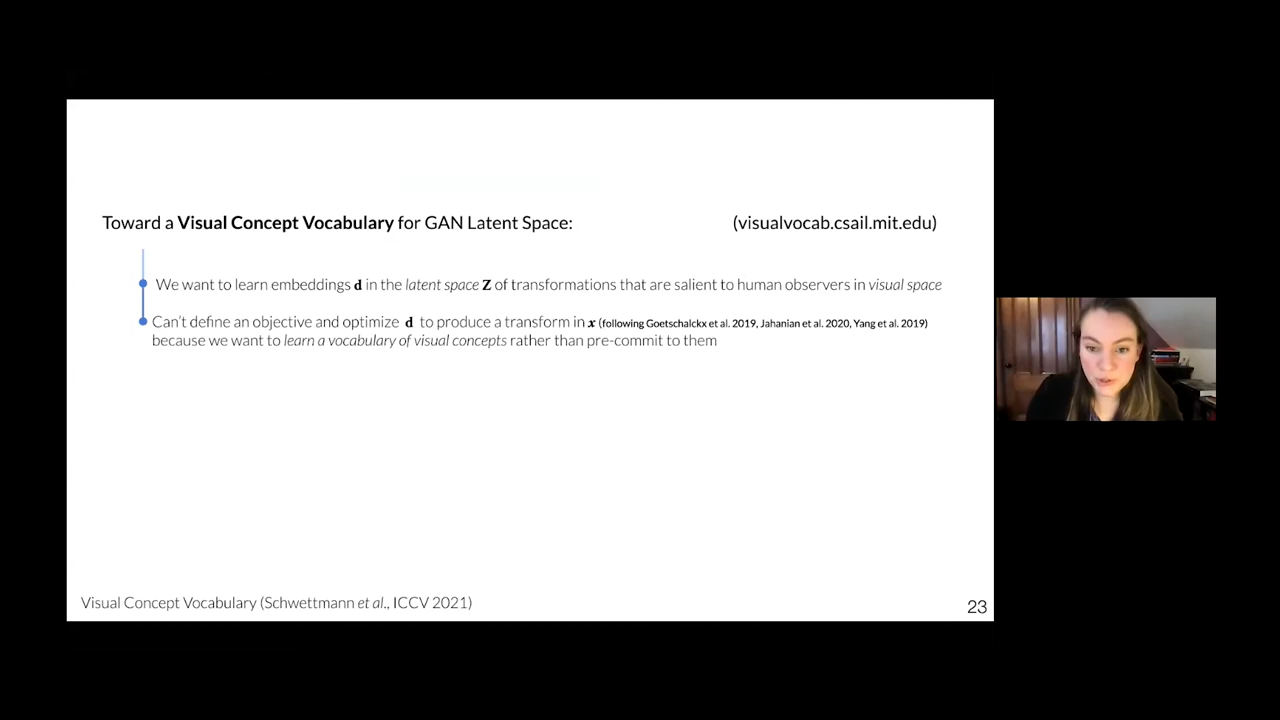 Toward a Visual Concept Vocabulary for GAN Latent Space: (visualvocab.csail.mit.edu)
We want to learn embeddings d in the latent space Z of transformations that are salient to human observers in visual space
Can't define an objective and optimize d to produce a transform in x (following Goetschalckx et al. 2019, Jahanian et al. 2020, Yang et al. 2019)
because we want to learn a vocabulary of visual concepts rather than pre-commit to them
Visual Concept Vocabulary (Schwettmann et al., ICCV 2021)
23